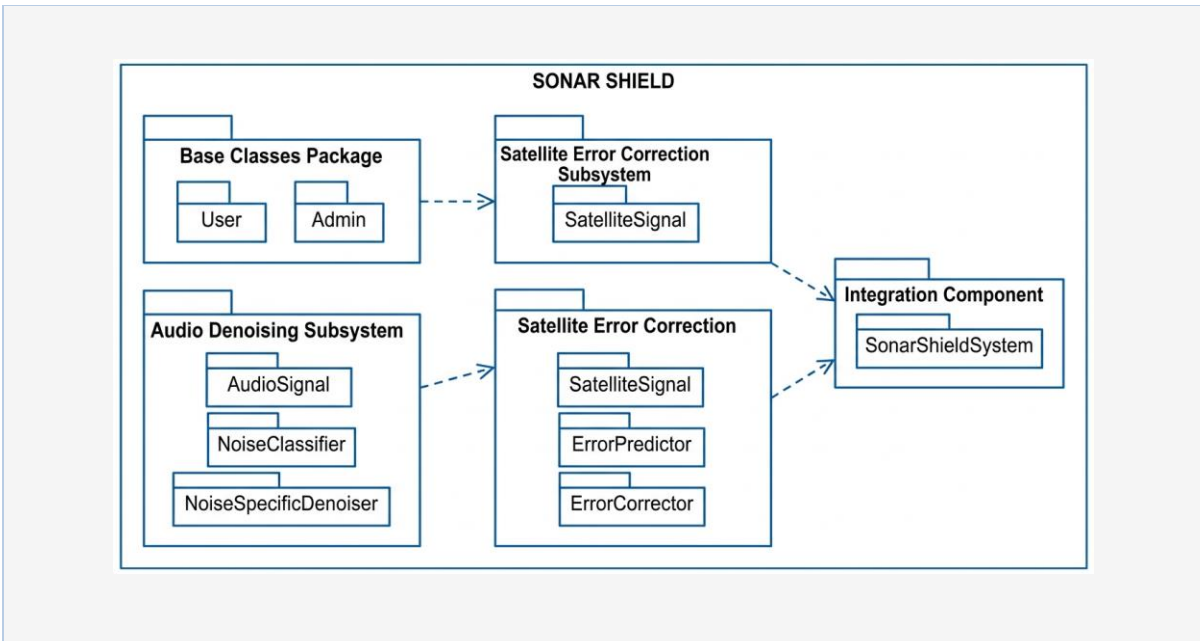 SONAR SHIELD
Base Classes Package
User
Admin
Satellite Error Correction
Subsystem
SatelliteSignal
Audio Denoising Subsystem
AudioSignal
NoiseClassifier
NoiseSpecificDenoiser
Satellite Error Correction
SatelliteSignal
ErrorPredictor
ErrorCorrector
Integration Component
SonarShieldSystem